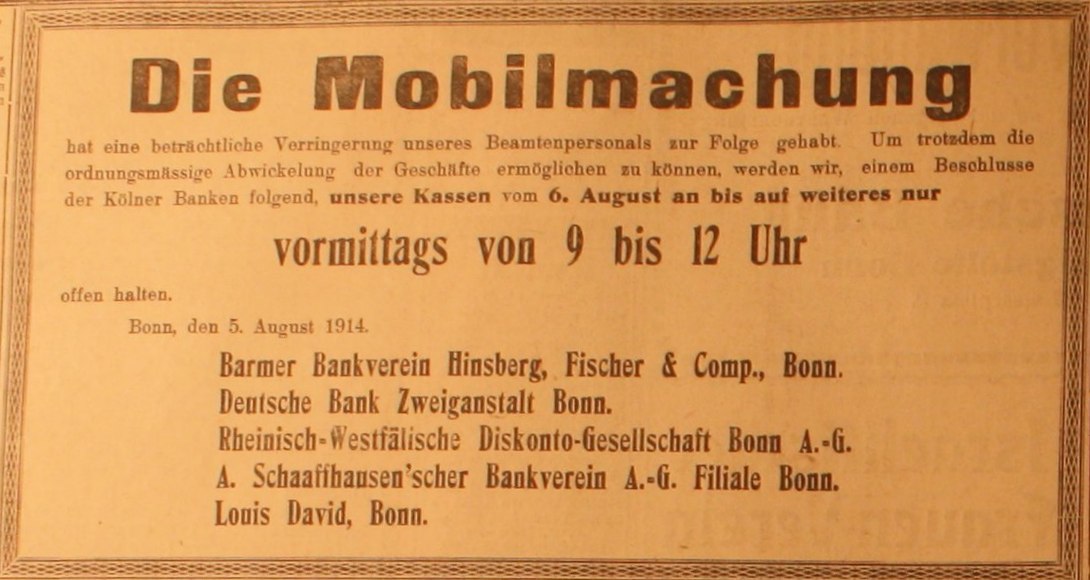 Die Mobilmachung
hat eine beträchtliche Verringerung unseres Beamtenpersonals zur Folge gehabt. Um trotzdem die
ordnungsmässige Abwickelung der Geschäfte ermöglichen zu können, werden wir, einem Beschlusse
der Kölner Banken folgend, unsere Kassen vom 6. August an bis auf weiteres nur
vormittags von 9 bis 12 Uhr
offen halten.
Bonn, den 5. August 1914.
Barmer Bankverein Hinsberg, Fischer & Comp., Bonn.
Deutsche Bank Zweiganstalt Bonn.
Rheinisch-Westfälische Diskonto-Gesellschaft Bonn A.-G.
A. Schaaffhausen'scher Bankverein A.-G. Filiale Bonn.
Louis David, Bonn.